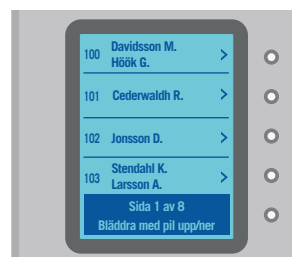 100 Davidsson M. >
Höök G.
101 Cederwaldh R. >
102 Jonsson D. >
103 Stendahl K. >
Larsson A.
Sida 1 av 8
Bläddra med pil upp/ner